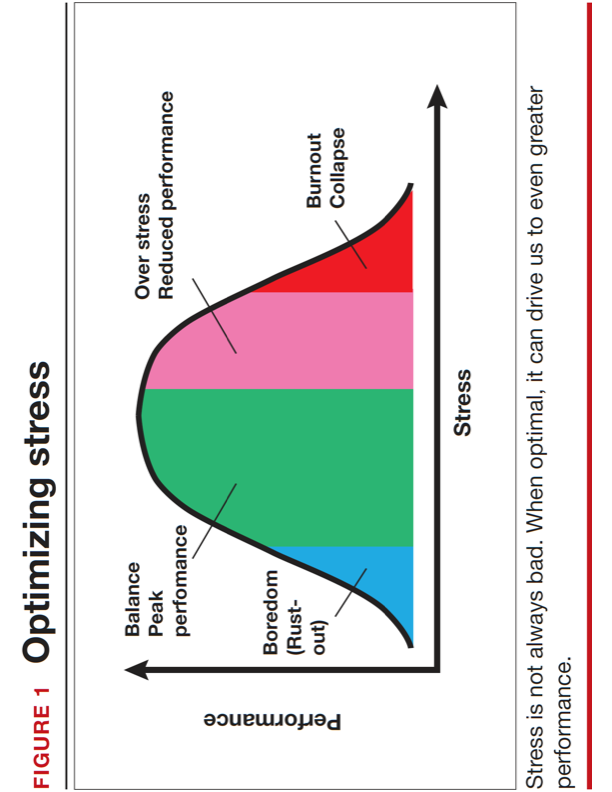 FIGURE 1 Optimizing stress
Balance
Peak
perfomance
Over stress
Reduced performance
Boredom
(Rust-
out)
Burnout
Collapse
Performance
Stress
Stress is not always bad. When optimal, it can drive us to even greater
performance.